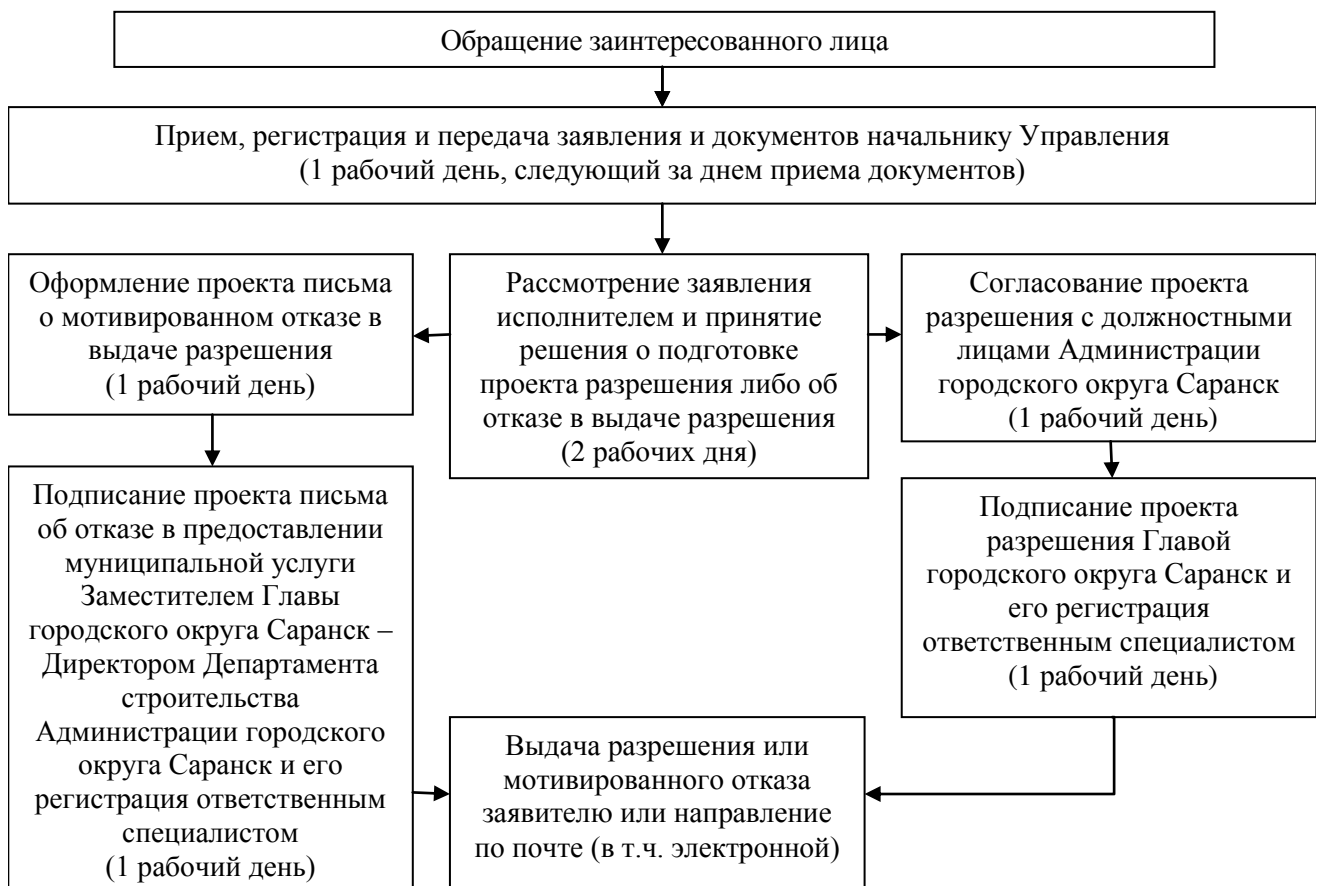 Обращение заинтересованного лица
Прием, регистрация и передача заявления и документов начальнику Управления
(1 рабочий день, следующий за днем приема документов)
Оформление проекта письма
о мотивированном отказе в
выдаче разрешения
(1 рабочий день)
Рассмотрение заявления
исполнителем и принятие
решения о подготовке
проекта разрешения либо об
отказе в выдаче разрешения
(2 рабочих дня)
Согласование проекта
разрешения с должностными
лицами Администрации
городского округа Саранск
(1 рабочий день)
Подписание проекта письма
об отказе в предоставлении
муниципальной услуги
Заместителем Главы
городского округа Саранск –
Директором Департамента
строительства
Администрации городского
округа Саранск и его
регистрация ответственным
специалистом
(1 рабочий день)
Подписание проекта
разрешения Главой
городского округа Саранск и
его регистрация
ответственным специалистом
(1 рабочий день)
Выдача разрешения или
мотивированного отказа
заявителю или направление
по почте (в т.ч. электронной)